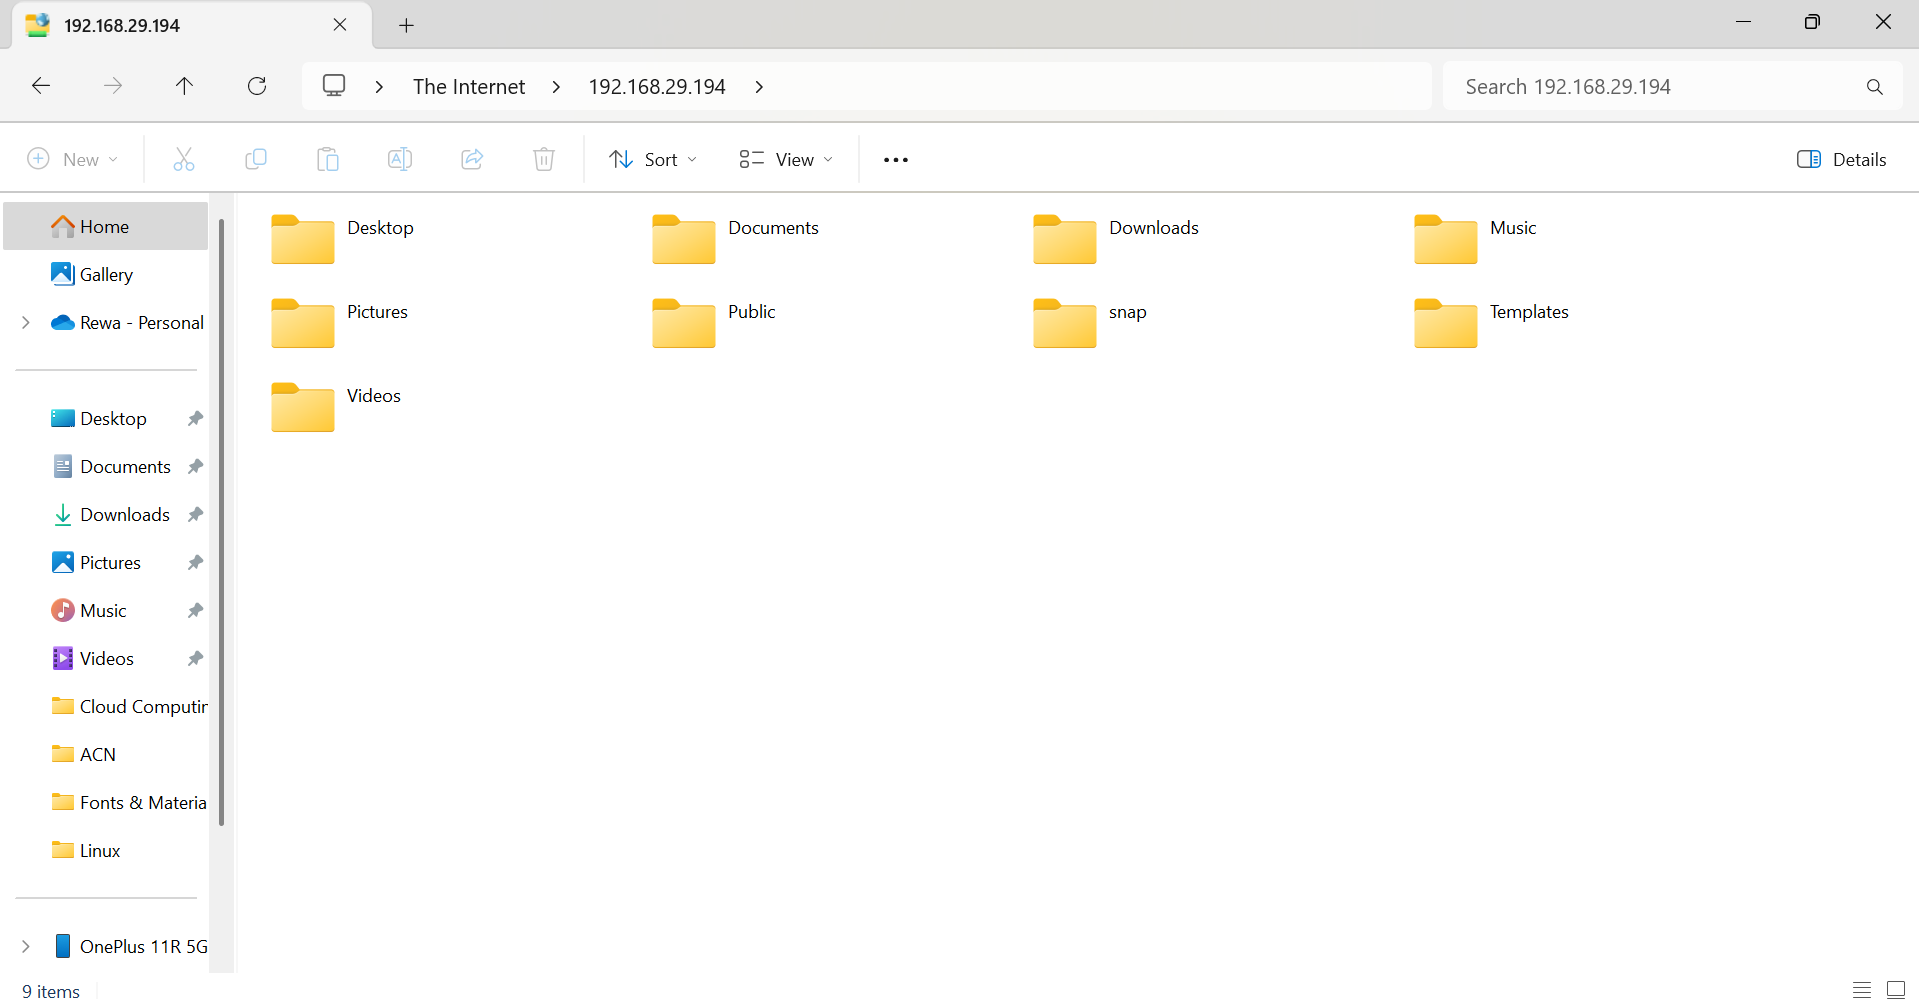 192.168.29.194
The Internet > 192.168.29.194 >
Search 192.168.29.194
New
Sort
View
Details
Home
Gallery
Rewa - Personal
Desktop
Documents
Downloads
Pictures
Music
Videos
Cloud Computin
ACN
Fonts & Materia
Linux
OnePlus 11R 5G
Desktop
Documents
Downloads
Music
Pictures
Public
snap
Templates
Videos
9 items